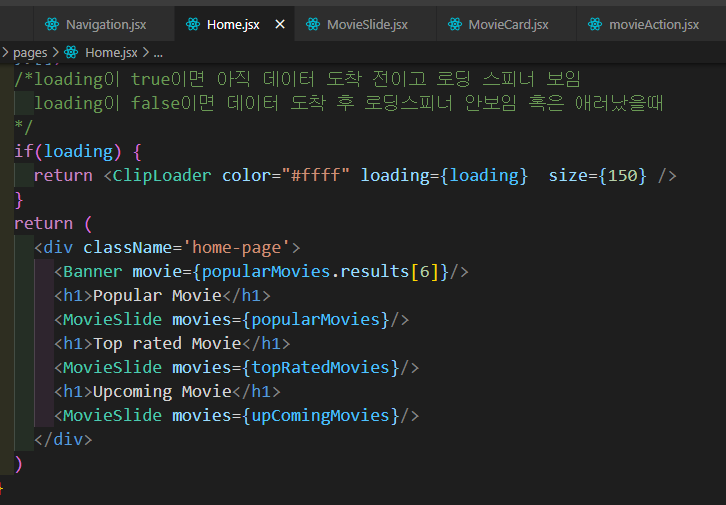 Navigation.jsx Home.jsx × MovieSlide.jsx MovieCard.jsx movieAction.jsx
> pages > Home.jsx > ...
/*loading이 true이면 아직 데이터 도착 전이고 로딩 스피너 보임
loading이 false이면 데이터 도착 후 로딩스피너 안보임 혹은 애러났을때
*/
if(loading) {
return <ClipLoader color="#ffff" loading={loading}  size={150} />
}
return (
<div className='home-page'>
<Banner movie={popularMovies.results[6]}/>
<h1>Popular Movie</h1>
<MovieSlide movies={popularMovies}/>
<h1>Top rated Movie</h1>
<MovieSlide movies={topRatedMovies}/>
<h1>Upcoming Movie</h1>
<MovieSlide movies={upComingMovies}/>
</div>
)
}